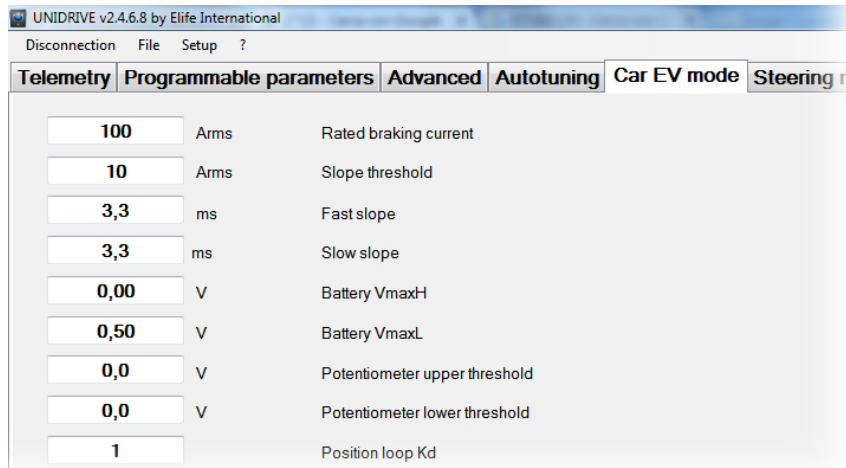 UNIDRIVE v2.4.6.8 by Elife International
Disconnection File Setup ?
Telemetry Programmable parameters Advanced Autotuning Car EV mode Steering
100 Arms Rated braking current
10 Arms Slope threshold
3,3 ms Fast slope
3,3 ms Slow slope
0,00 V Battery VmaxH
0,50 V Battery VmaxL
0,0 V Potentiometer upper threshold
0,0 V Potentiometer lower threshold
1 Position loop Kd